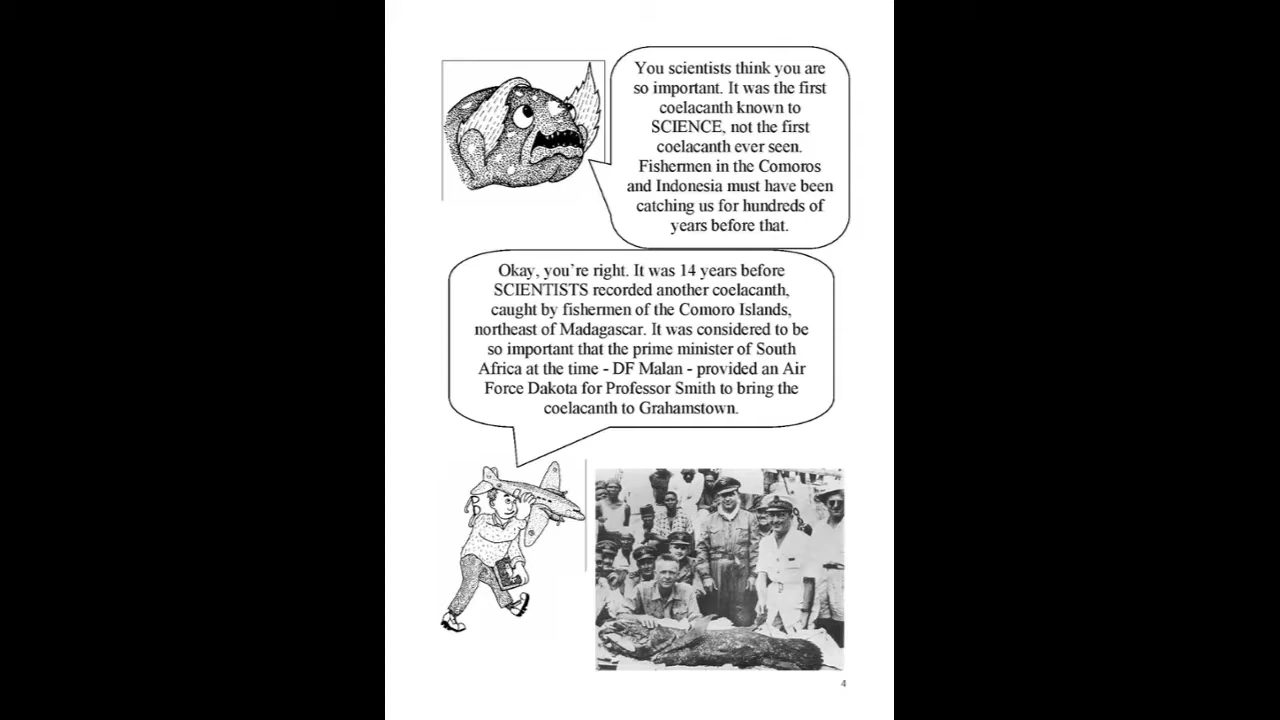 You scientists think you are
so important. It was the first
coelacanth known to
SCIENCE, not the first
coelacanth ever seen.
Fishermen in the Comoros
and Indonesia must have been
catching us for hundreds of
years before that.
Okay, you're right. It was 14 years before
SCIENTISTS recorded another coelacanth,
caught by fishermen of the Comoro Islands,
northeast of Madagascar. It was considered to be
so important that the prime minister of South
Africa at the time - DF Malan - provided an Air
Force Dakota for Professor Smith to bring the
coelacanth to Grahamstown.
4